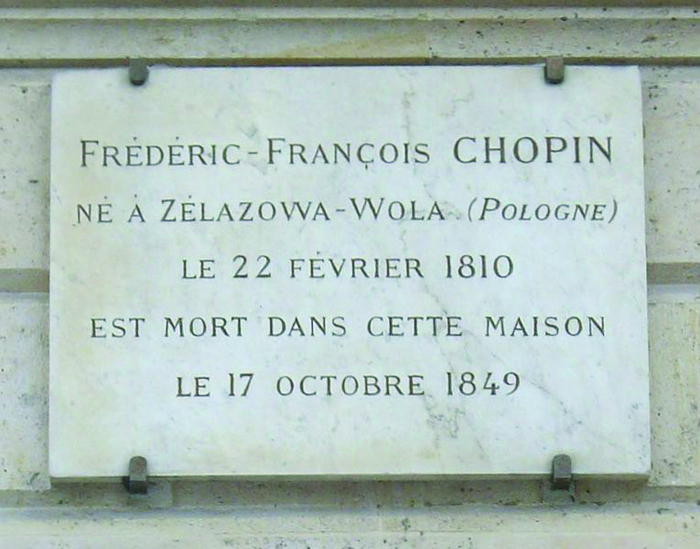 FRÉDÉRIC-FRANÇOIS CHOPIN
NÉ À ZÉLAZOWA-WOLA (POLOGNE)
LE 22 FÉVRIER 1810
EST MORT DANS CETTE MAISON
LE 17 OCTOBRE 1849